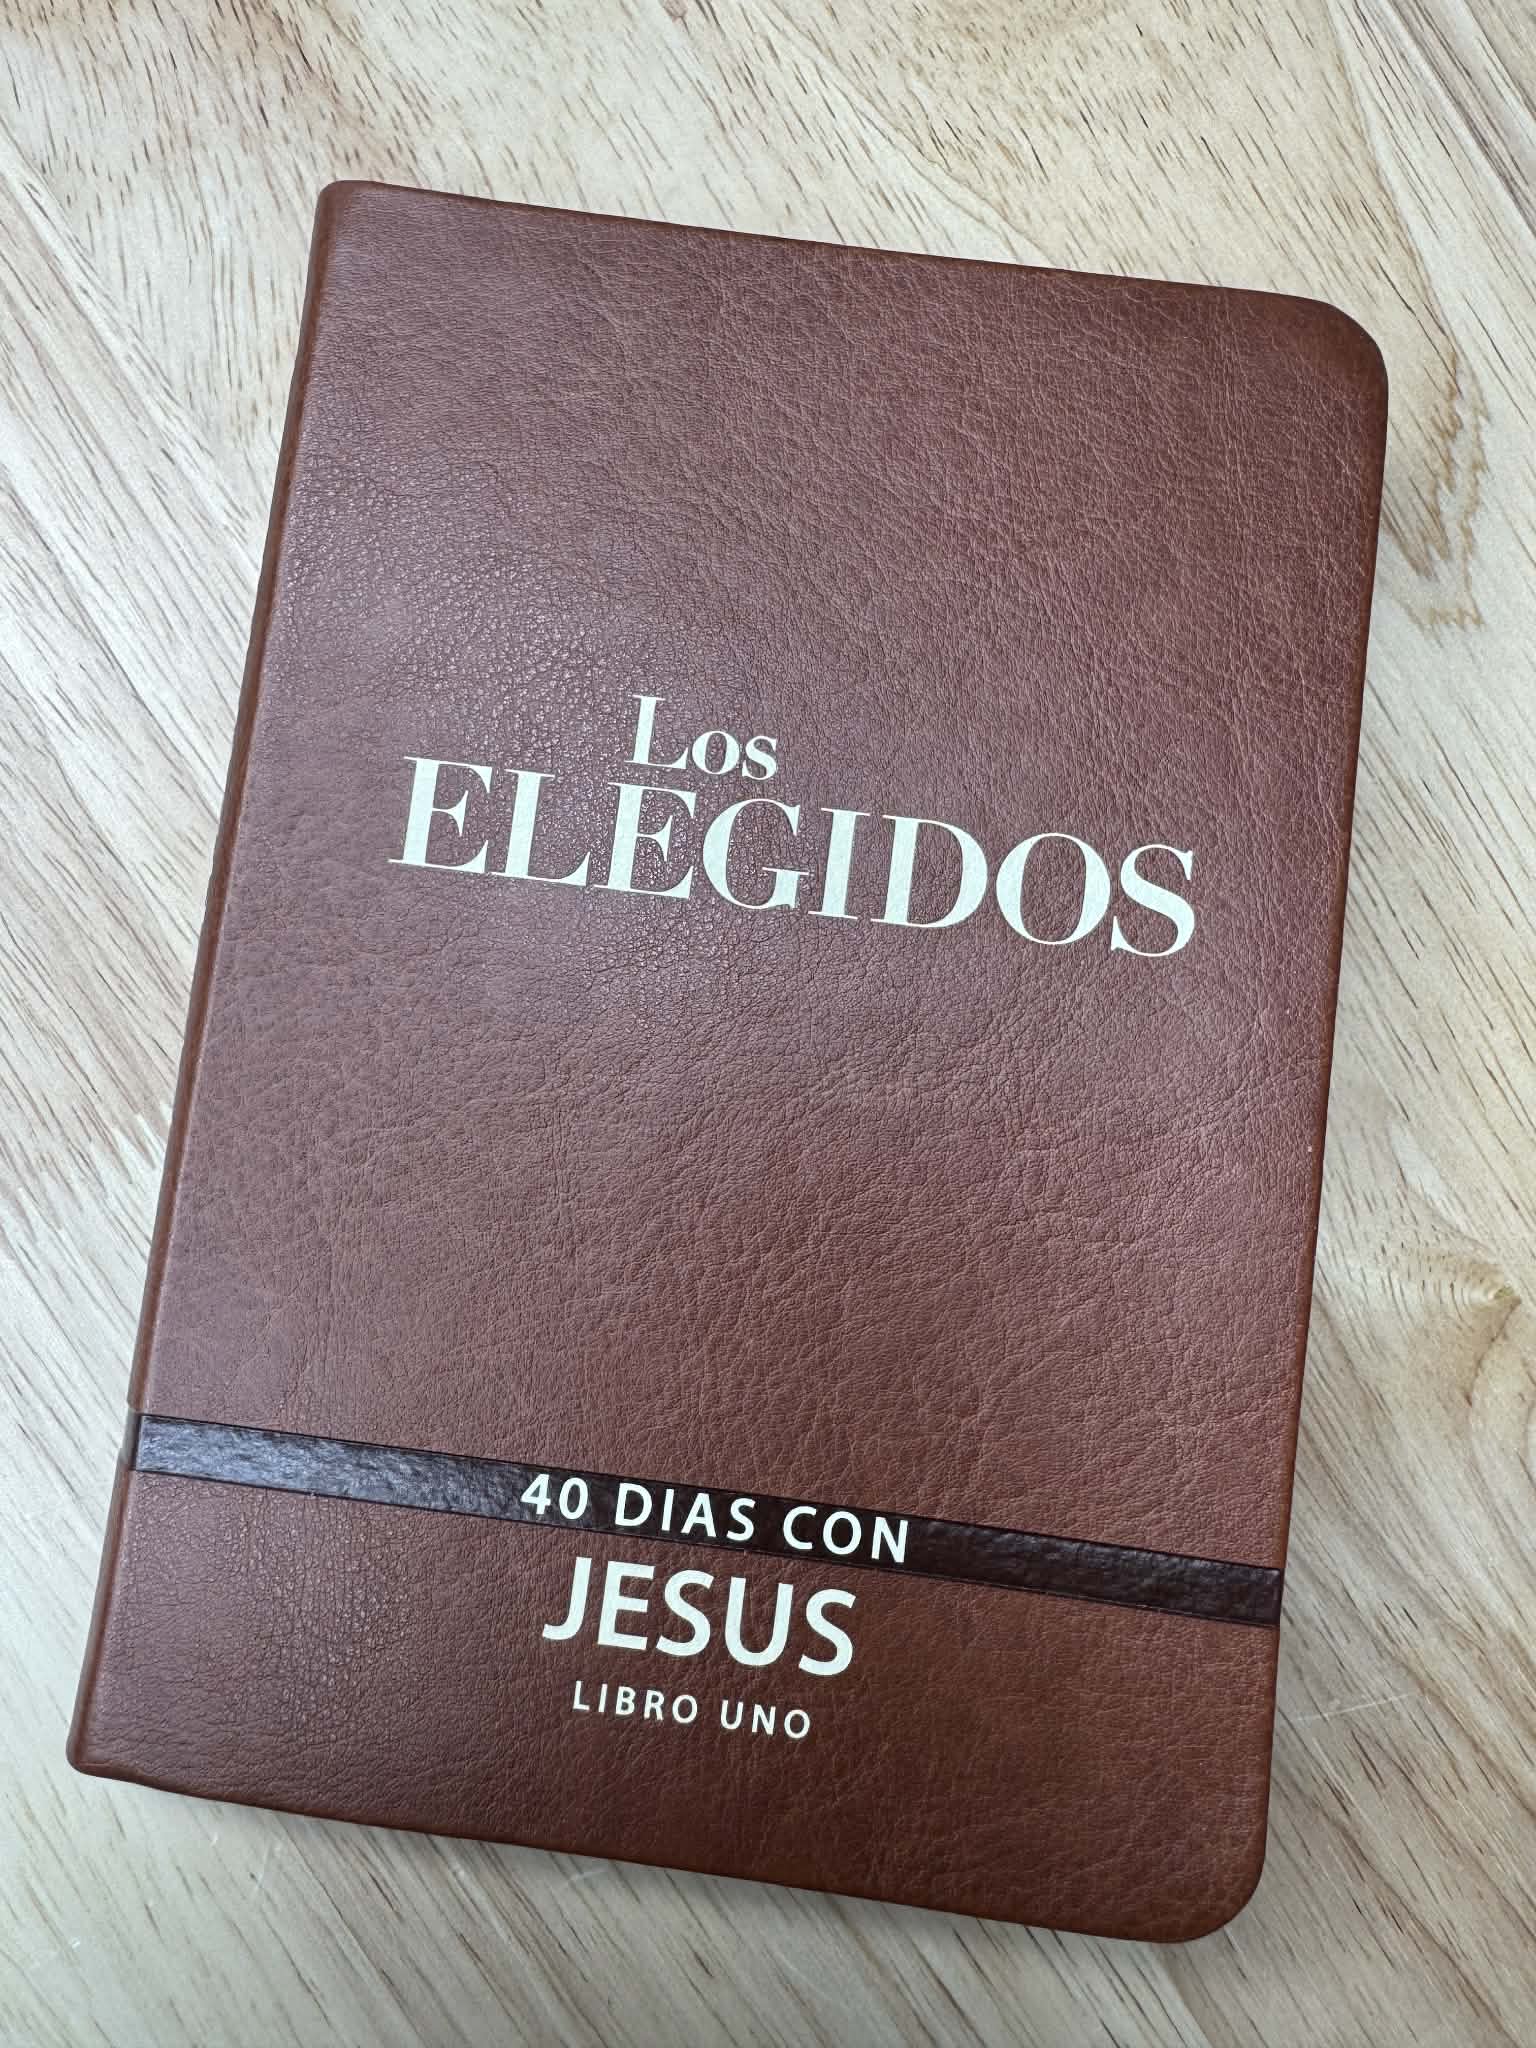 Los
ELEGIDOS
40 DIAS CON
JESUS
LIBRO UNO